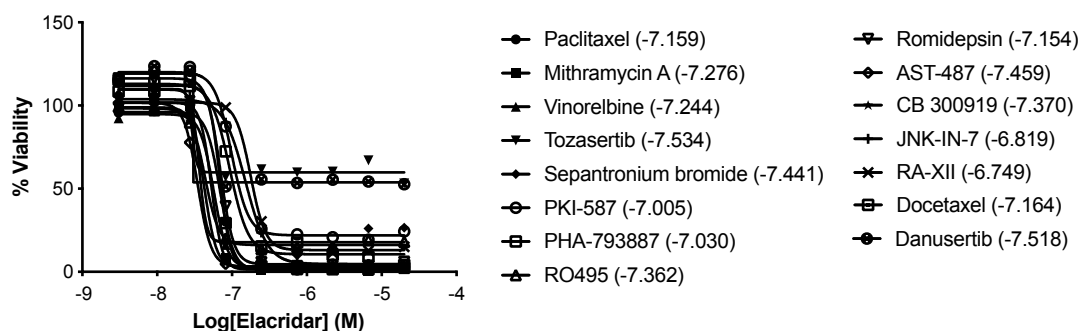 150
100
50
0
% Viability
-9 -8 -7 -6 -5 -4
Log[Elacridar] (M)
Paclitaxel (-7.159)
Mithramycin A (-7.276)
Vinorelbine (-7.244)
Tozasertib (-7.534)
Sepantronium bromide (-7.441)
PKI-587 (-7.005)
PHA-793887 (-7.030)
RO495 (-7.362)
Romidepsin (-7.154)
AST-487 (-7.459)
CB 300919 (-7.370)
JNK-IN-7 (-6.819)
RA-XII (-6.749)
Docetaxel (-7.164)
Danusertib (-7.518)